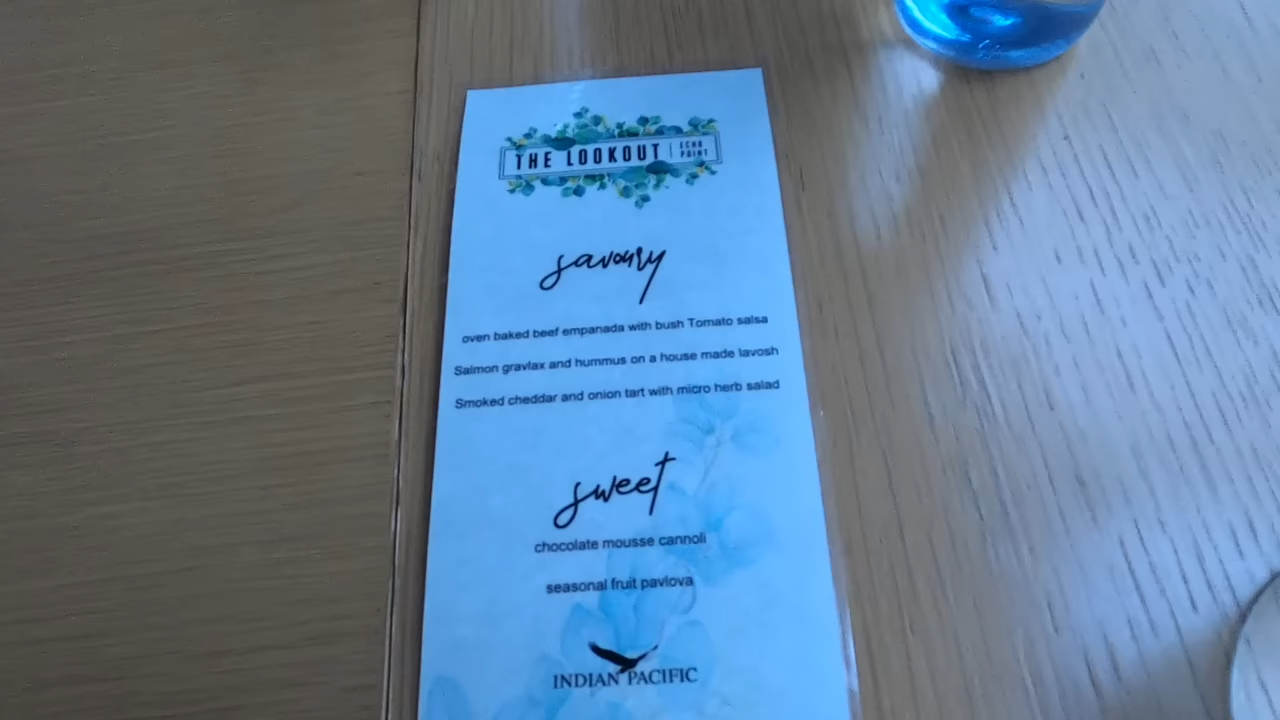 THE LOOKOUT | ECHO POINT
savoury
oven baked beef empanada with bush Tomato salsa
Salmon gravlax and hummus on a house made lavosh
Smoked cheddar and onion tart with micro herb salad
sweet
chocolate mousse cannoli
seasonal fruit pavlova
INDIAN PACIFIC